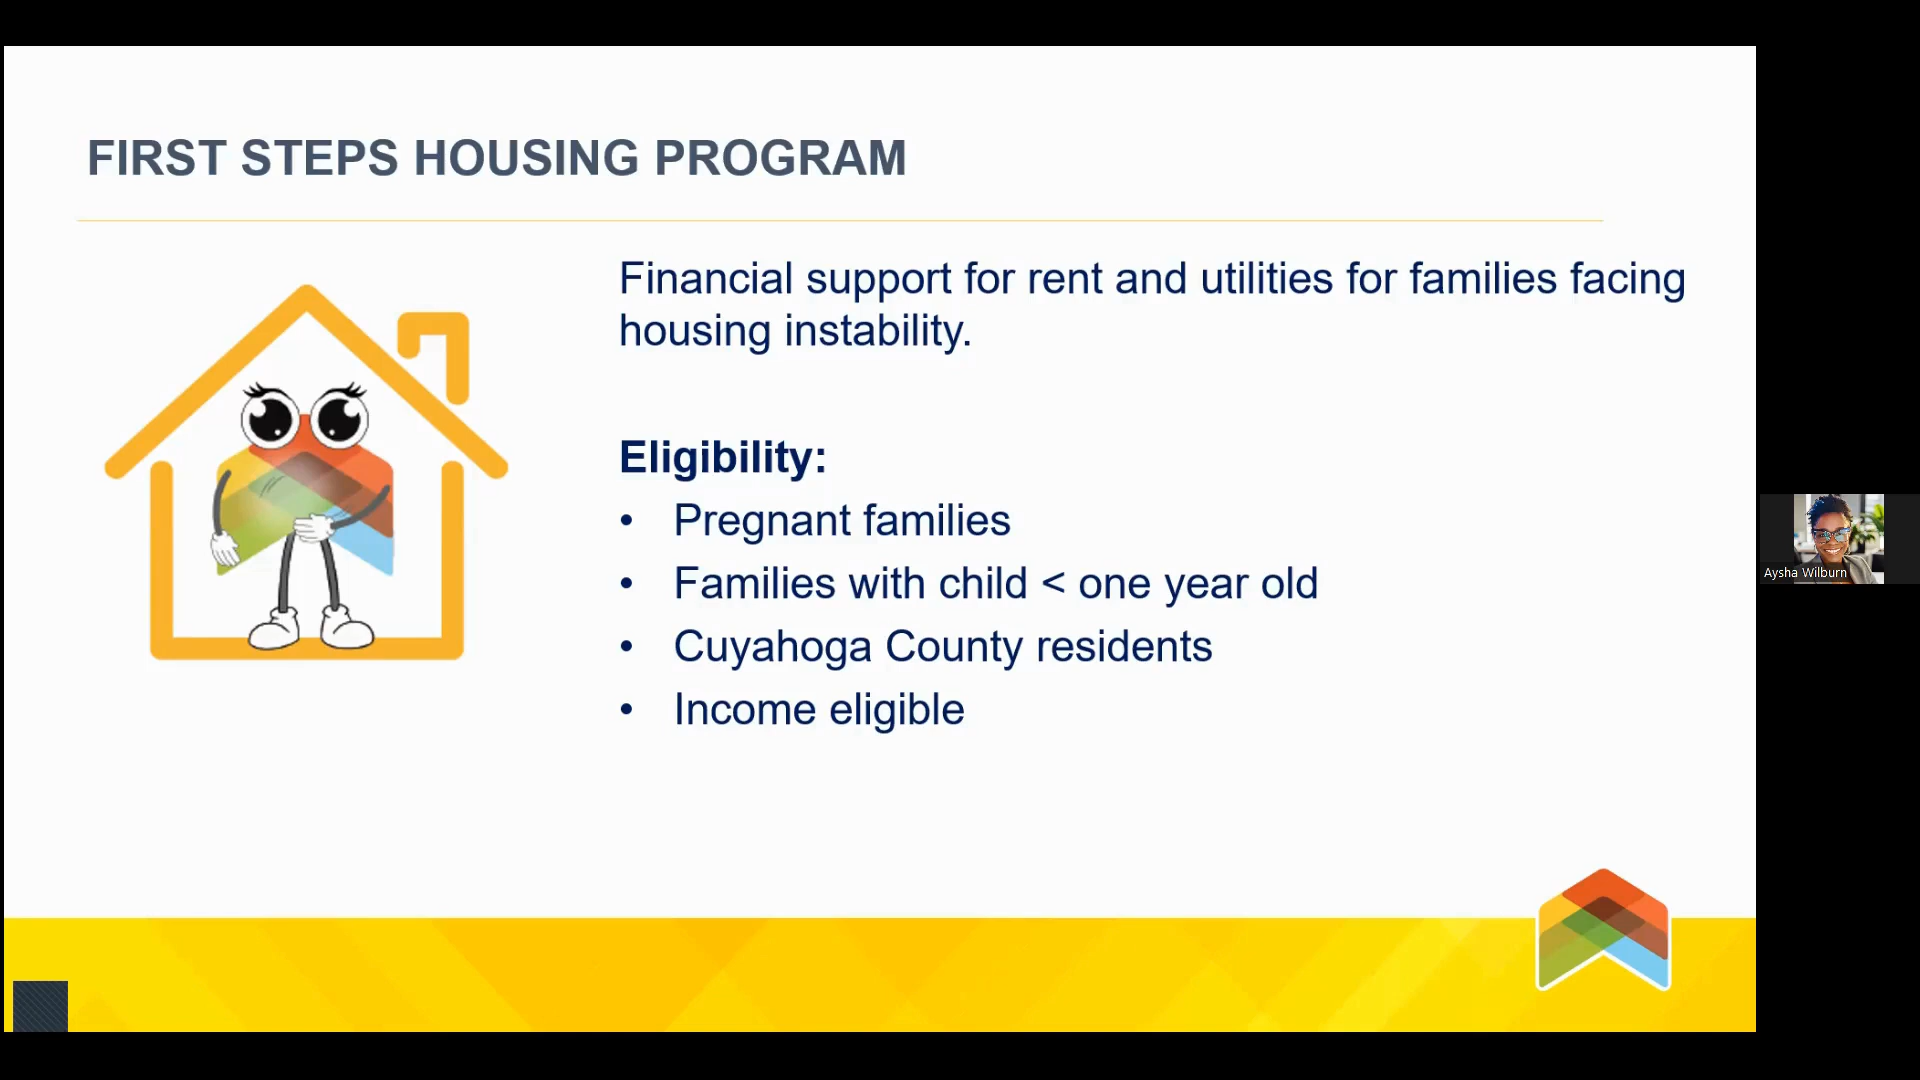 FIRST STEPS HOUSING PROGRAM
Financial support for rent and utilities for families facing
housing instability.
Eligibility:
• Pregnant families
• Families with child < one year old
• Cuyahoga County residents
• Income eligible
Aysha Wilburn